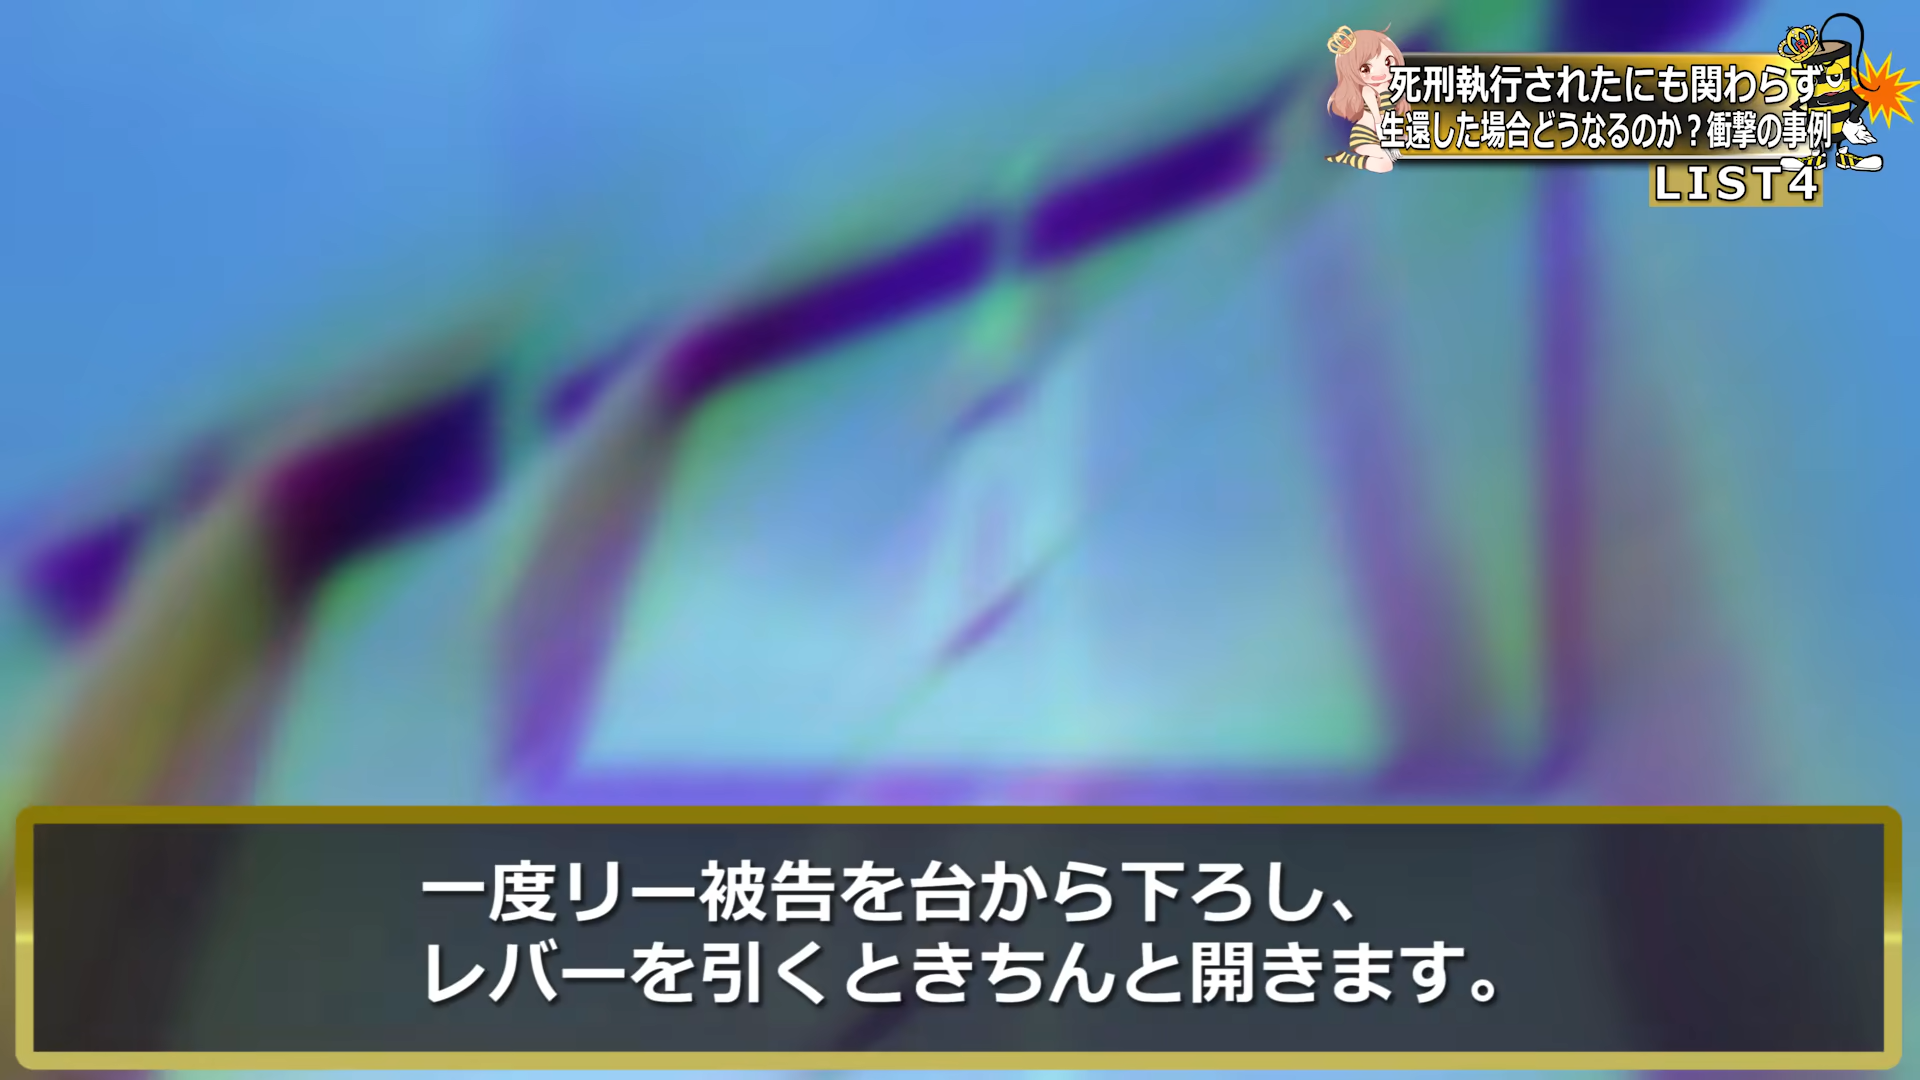 死刑執行されたにも関わらず
生還した場合どうなるのか？衝撃の事例
LIST4
一度リー被告を台から下ろし、
レバーを引くときちんと開きます。